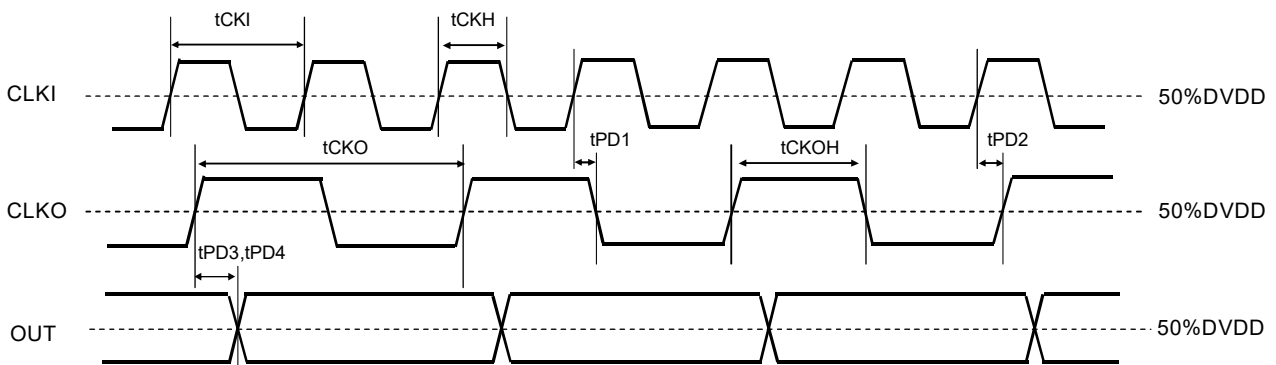 tCKI
tCKH
CLKI
50%DVDD
tCKO
tPD1
tCKOH
tPD2
CLKO
50%DVDD
tPD3,tPD4
OUT
50%DVDD